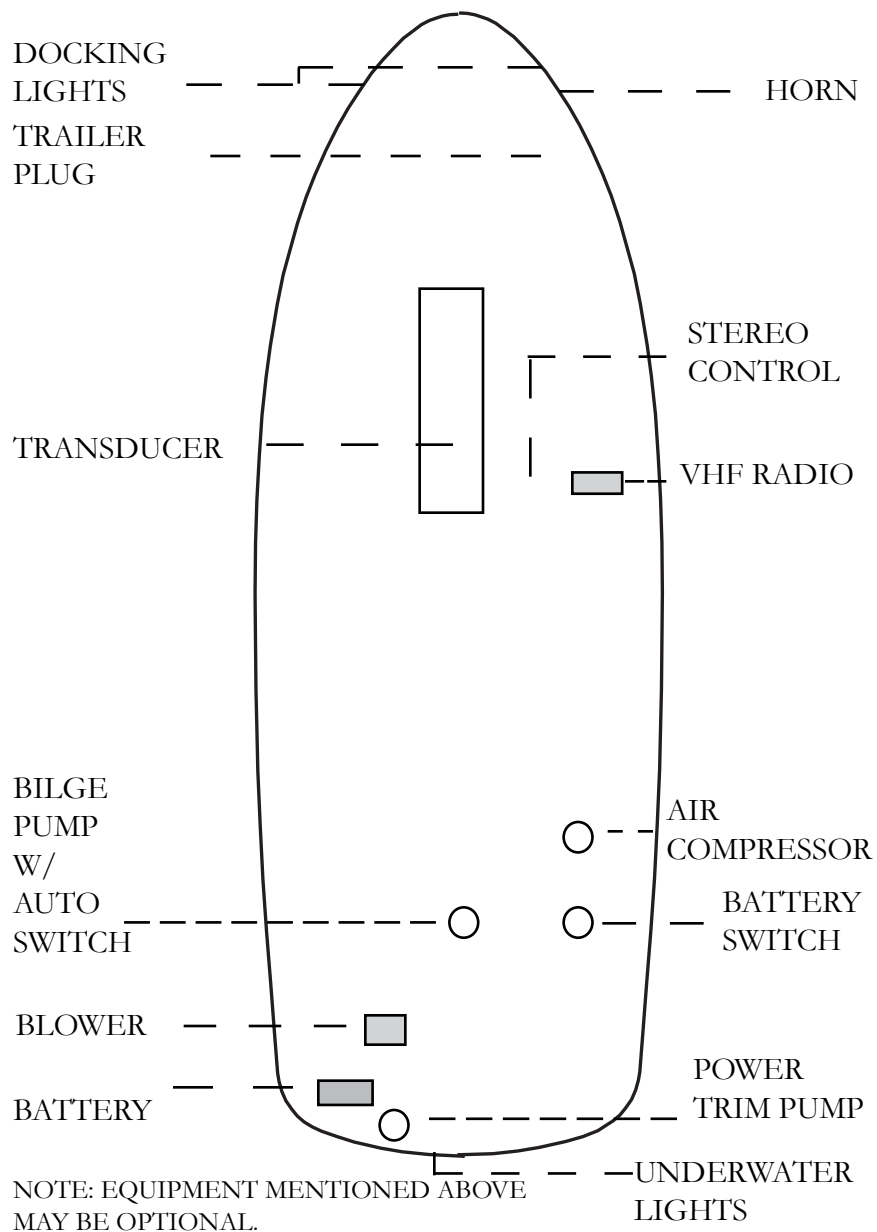 DOCKING
LIGHTS
HORN
TRAILER
PLUG
STEREO
CONTROL
TRANSDUCER
VHF RADIO
BILGE
PUMP
W/
AUTO
SWITCH
AIR
COMPRESSOR
BATTERY
SWITCH
BLOWER
BATTERY
POWER
TRIM PUMP
UNDERWATER
LIGHTS
NOTE: EQUIPMENT MENTIONED ABOVE
MAY BE OPTIONAL.